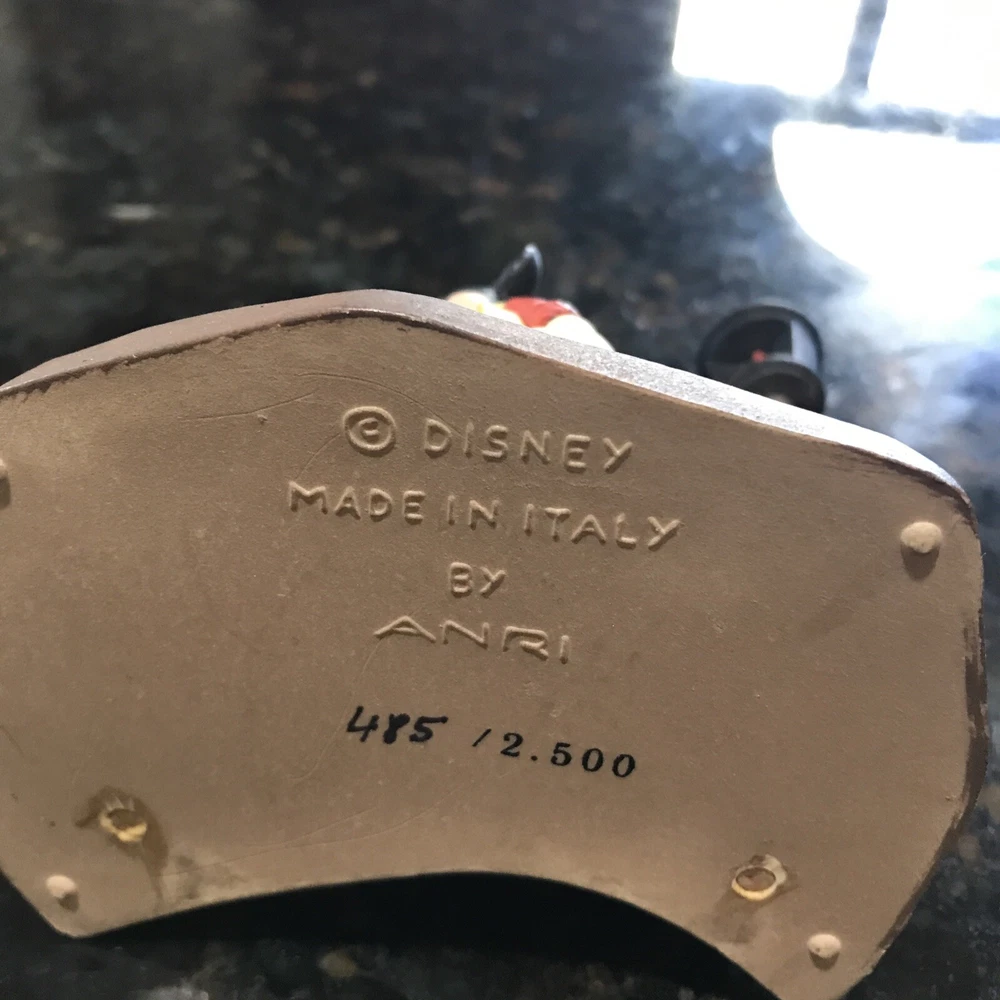 © DISNEY
MADE IN ITALY
BY
ANRI
485 / 2.500